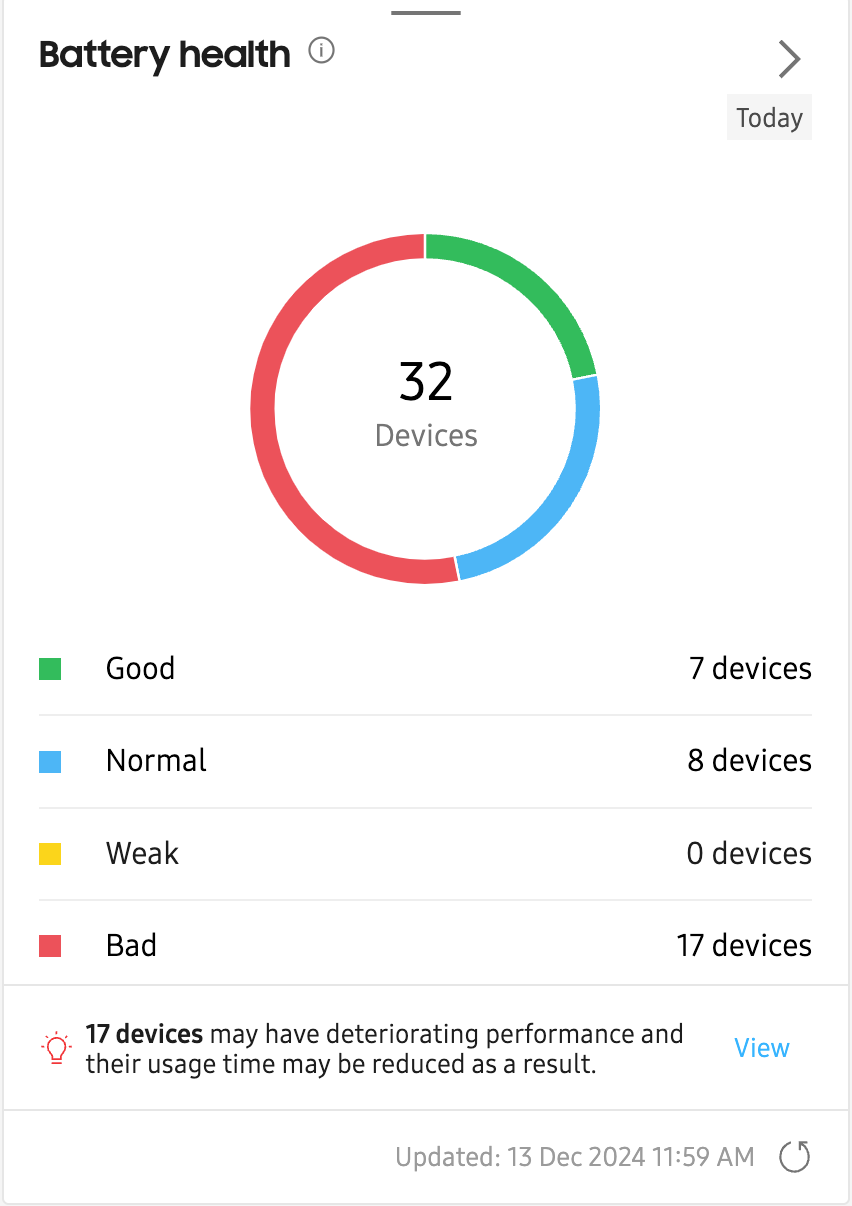 Battery health
Today
32
Devices
Good 7 devices
Normal 8 devices
Weak 0 devices
Bad 17 devices
17 devices may have deteriorating performance and
their usage time may be reduced as a result.
View
Updated: 13 Dec 2024 11:59 AM